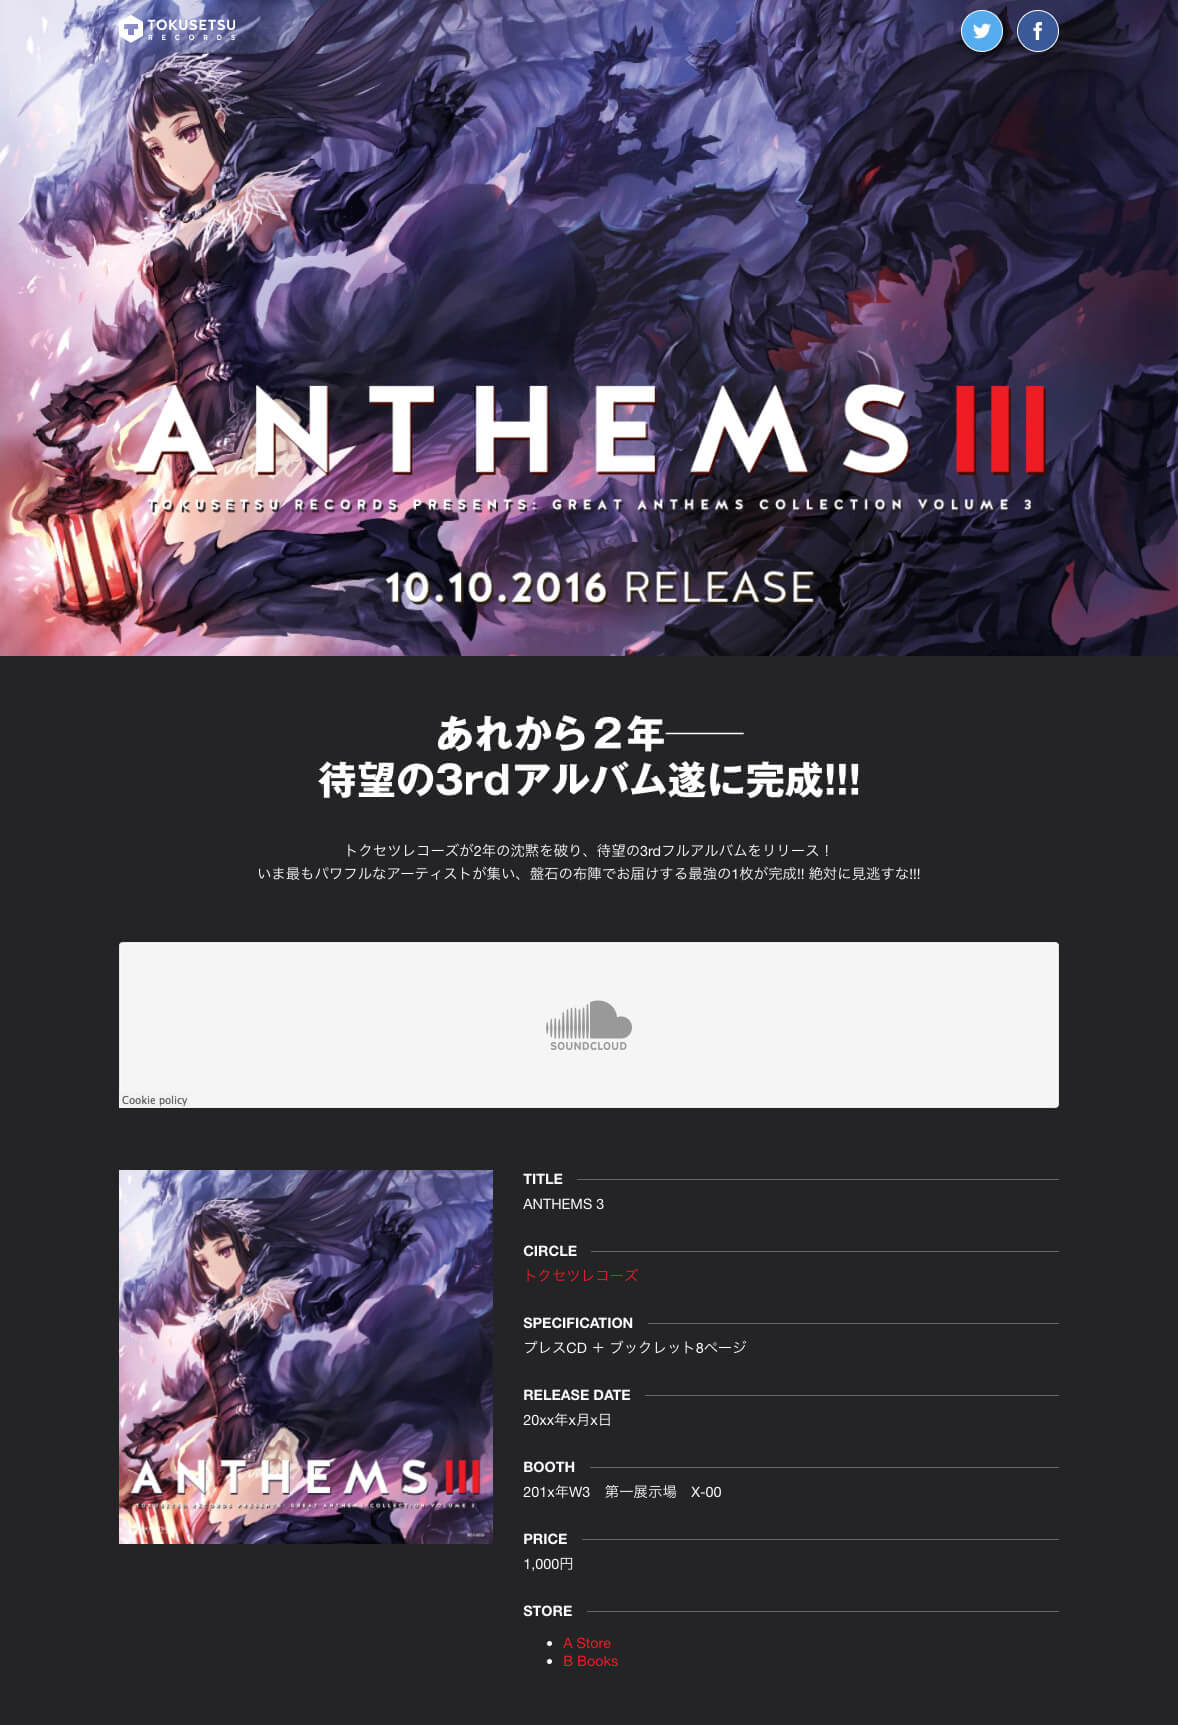 TOKUSETSU
RECORDS
ANTHEMS III
TOKUSETSU RECORDS PRESENTS: GREAT ANTHEMS COLLECTION VOLUME 3
10.10.2016 RELEASE
あれから２年──
待望の3rdアルバム遂に完成!!!
トクセツレコーズが2年の沈黙を破り、待望の3rdフルアルバムをリリース！
いま最もパワフルなアーティストが集い、盤石の布陣でお届けする最強の1枚が完成!! 絶対に見逃すな!!!
SOUNDCLOUD
Cookie policy
ANTHEMS III
TOKUSETSU RECORDS PRESENTS: GREAT ANTHEMS COLLECTION VOLUME 3
TITLE
ANTHEMS 3
CIRCLE
トクセツレコーズ
SPECIFICATION
プレスCD ＋ ブックレット8ページ
RELEASE DATE
20xx年x月x日
BOOTH
201x年W3　第一展示場　X-00
PRICE
1,000円
STORE
• A Store
• B Books